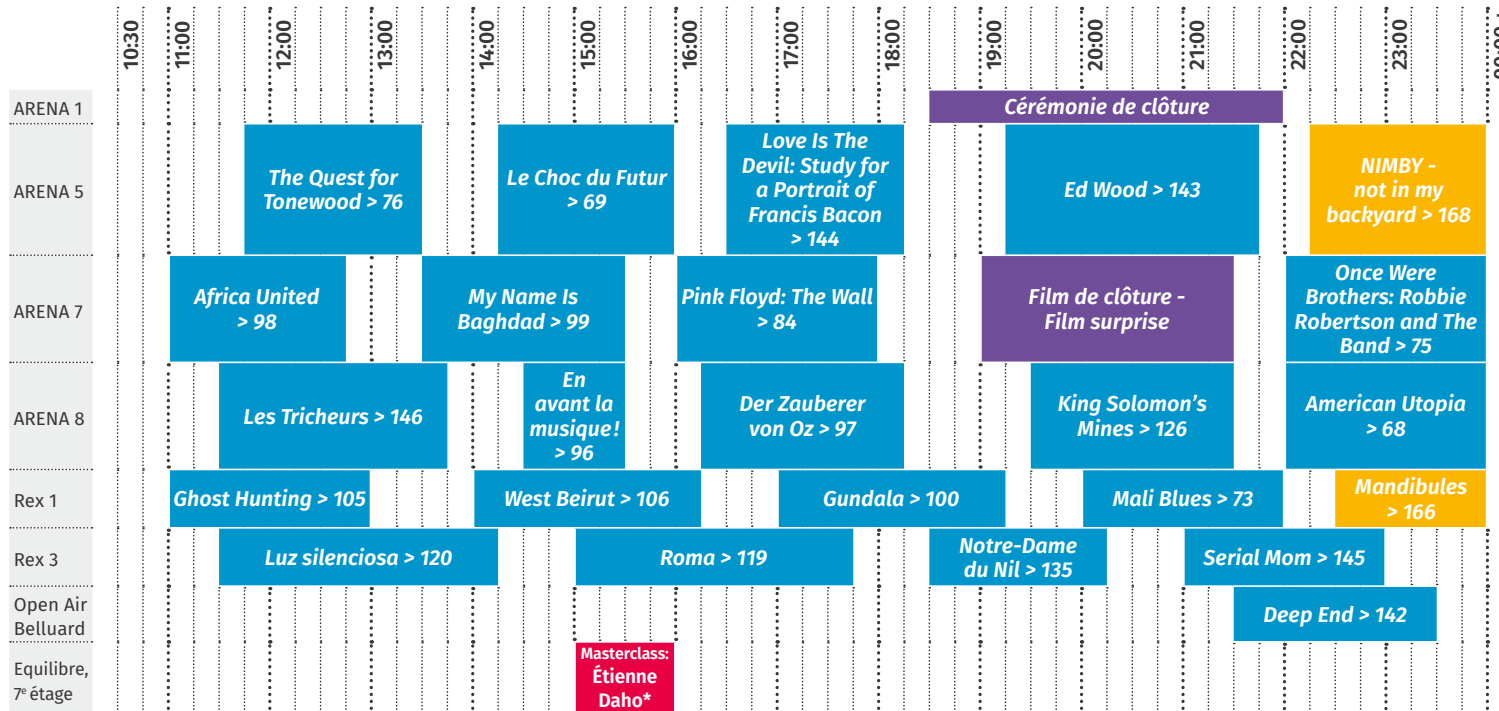 10:30
11:00
12:00
13:00
14:00
15:00
16:00
17:00
18:00
19:00
20:00
21:00
22:00
23:00
ARENA 1
Cérémonie de clôture
ARENA 5
The Quest for
Tonewood > 76
Le Choc du Futur
> 69
Love Is The
Devil: Study for
a Portrait of
Francis Bacon
> 144
Ed Wood > 143
NIMBY -
not in my
backyard > 168
ARENA 7
Africa United
> 98
My Name Is
Baghdad > 99
Pink Floyd: The Wall
> 84
Film de clôture -
Film surprise
Once Were
Brothers: Robbie
Robertson and The
Band > 75
ARENA 8
Les Tricheurs > 146
En
avant la
musique!
> 96
Der Zauberer
von Oz > 97
King Solomon's
Mines > 126
American Utopia
> 68
Rex 1
Ghost Hunting > 105
West Beirut > 106
Gundala > 100
Mali Blues > 73
Mandibules
> 166
Rex 3
Luz silenciosa > 120
Roma > 119
Notre-Dame
du Nil > 135
Serial Mom > 145
Open Air
Belluard
Deep End > 142
Equilibre,
7e étage
Masterclass:
Étienne
Daho*